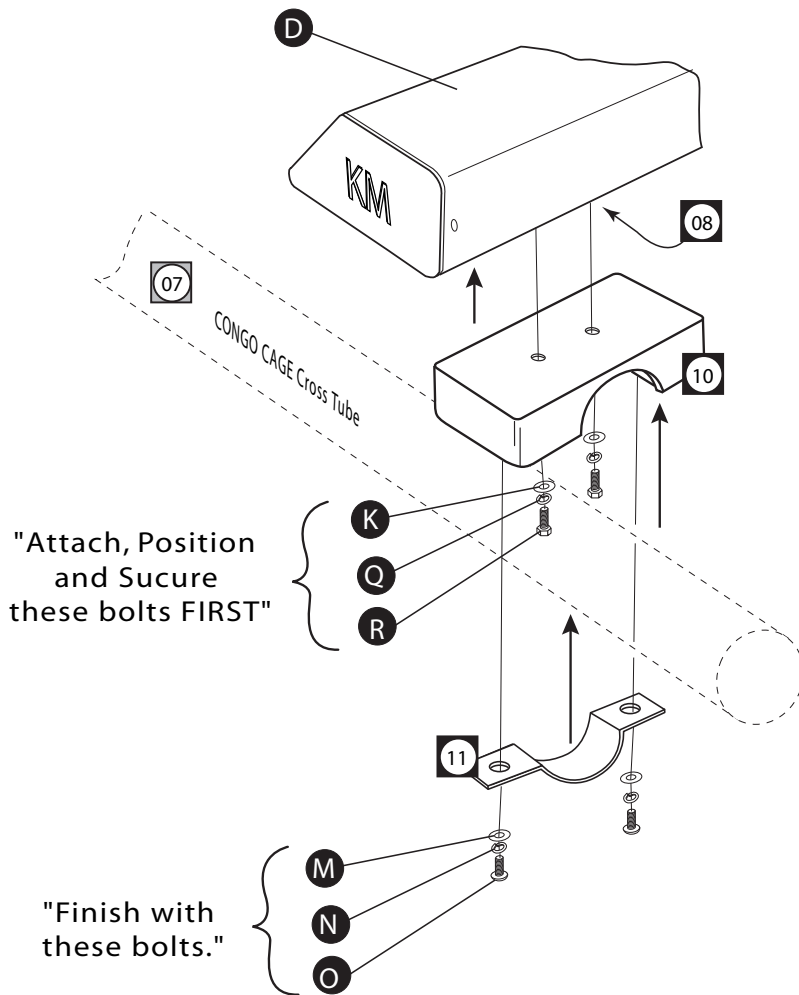 D
KM
08
07
CONGO CAGE Cross Tube
10
K
Q
R
"Attach, Position
and Sucure
these bolts FIRST"
11
M
N
O
"Finish with
these bolts."